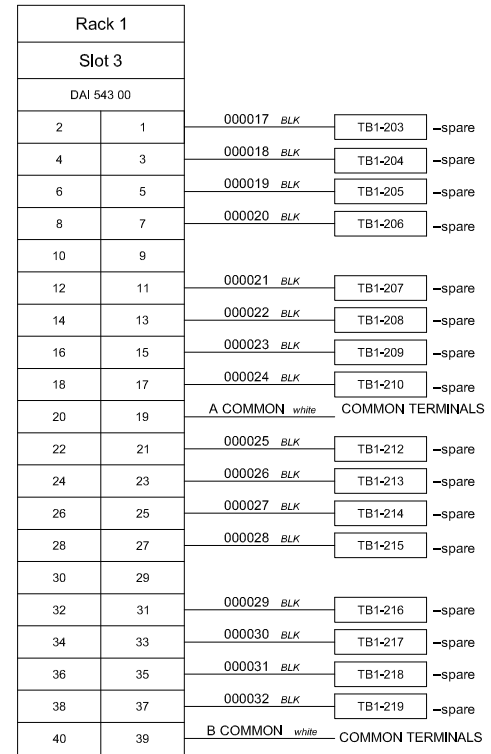 Rack 1
Slot 3
DAI 543 00
2 1 000017 BLK TB1-203 –spare
4 3 000018 BLK TB1-204 –spare
6 5 000019 BLK TB1-205 –spare
8 7 000020 BLK TB1-206 –spare
10 9
12 11 000021 BLK TB1-207 –spare
14 13 000022 BLK TB1-208 –spare
16 15 000023 BLK TB1-209 –spare
18 17 000024 BLK TB1-210 –spare
20 19 A COMMON white COMMON TERMINALS
22 21 000025 BLK TB1-212 –spare
24 23 000026 BLK TB1-213 –spare
26 25 000027 BLK TB1-214 –spare
28 27 000028 BLK TB1-215 –spare
30 29
32 31 000029 BLK TB1-216 –spare
34 33 000030 BLK TB1-217 –spare
36 35 000031 BLK TB1-218 –spare
38 37 000032 BLK TB1-219 –spare
40 39 B COMMON white COMMON TERMINALS